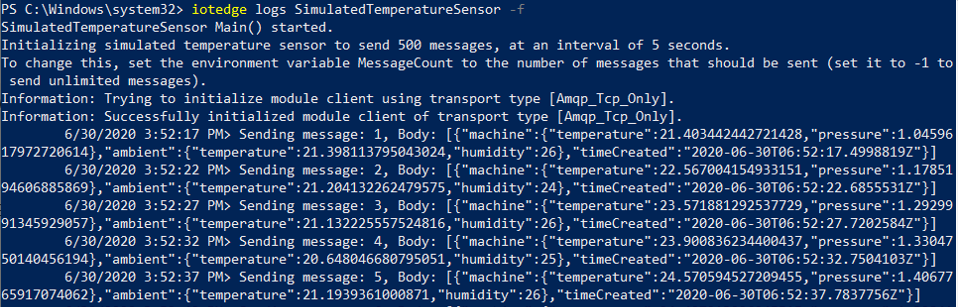 PS C:\Windows\system32> iotedge logs SimulatedTemperatureSensor -f
SimulatedTemperatureSensor Main() started.
Initializing simulated temperature sensor to send 500 messages, at an interval of 5 seconds.
To change this, set the environment variable MessageCount to the number of messages that should be sent (set it to -1 to
 send unlimited messages).
Information: Trying to initialize module client using transport type [Amqp_Tcp_Only].
Information: Successfully initialized module client of transport type [Amqp_Tcp_Only].
        6/30/2020 3:52:17 PM> Sending message: 1, Body: [{"machine":{"temperature":21.403442442721428,"pressure":1.04596
17972720614},"ambient":{"temperature":21.398113795043024,"humidity":26},"timeCreated":"2020-06-30T06:52:17.4998819Z"}]
        6/30/2020 3:52:22 PM> Sending message: 2, Body: [{"machine":{"temperature":22.567004154933151,"pressure":1.17851
94606885869},"ambient":{"temperature":21.204132262479575,"humidity":24},"timeCreated":"2020-06-30T06:52:22.6855531Z"}]
        6/30/2020 3:52:27 PM> Sending message: 3, Body: [{"machine":{"temperature":23.571881292537729,"pressure":1.29299
91345929057},"ambient":{"temperature":21.132225557524816,"humidity":26},"timeCreated":"2020-06-30T06:52:27.7202584Z"}]
        6/30/2020 3:52:32 PM> Sending message: 4, Body: [{"machine":{"temperature":23.900836234400437,"pressure":1.33047
50140456194},"ambient":{"temperature":20.648046680795051,"humidity":25},"timeCreated":"2020-06-30T06:52:32.7504103Z"}]
        6/30/2020 3:52:37 PM> Sending message: 5, Body: [{"machine":{"temperature":24.570594527209455,"pressure":1.40677
65917074062},"ambient":{"temperature":21.1939361000871,"humidity":26},"timeCreated":"2020-06-30T06:52:37.7837756Z"}]